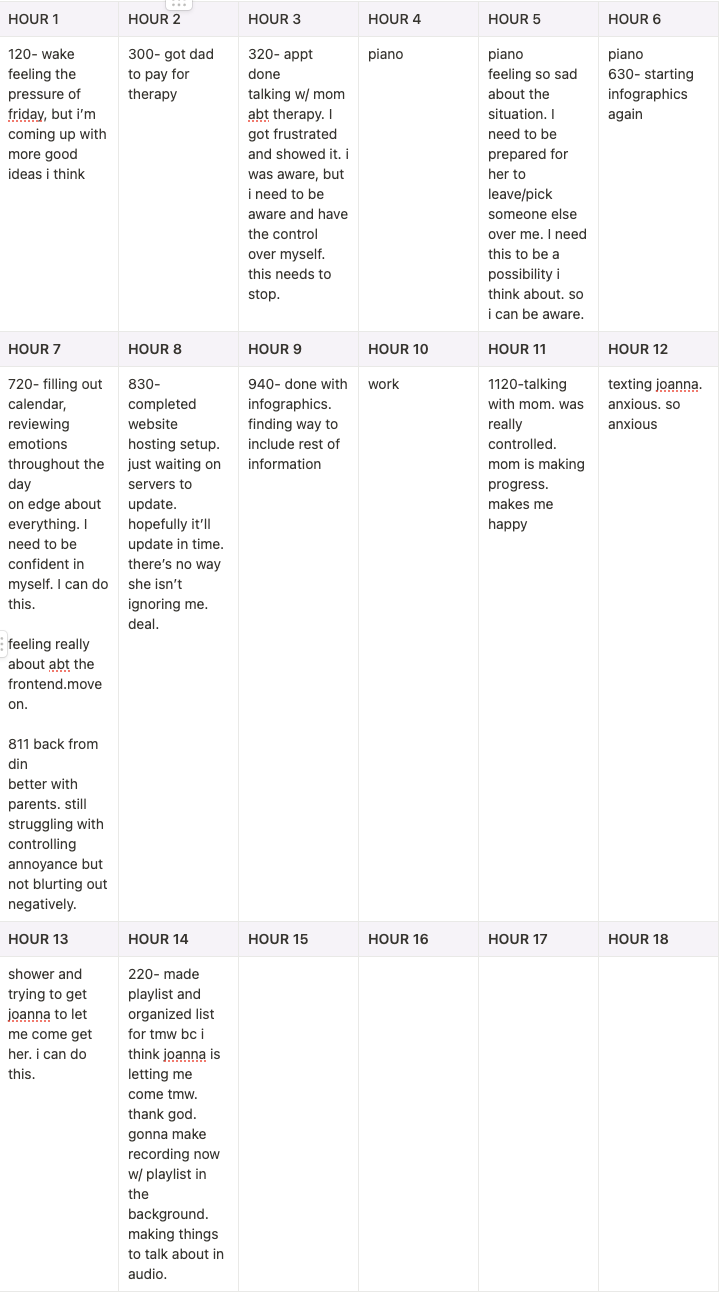 HOUR 1
120- wake
feeling the
pressure of
friday, but i'm
coming up with
more good
ideas i think
HOUR 2
300- got dad
to pay for
therapy
HOUR 3
320- appt
done
talking w/ mom
abt therapy. I
got frustrated
and showed it. i
was aware, but
i need to be
aware and have
the control
over myself.
this needs to
stop.
HOUR 4
piano
HOUR 5
piano
feeling so sad
about the
situation. I
need to be
prepared for
her to
leave/pick
someone else
over me. I need
this to be a
possibility i
think about. so
i can be aware.
HOUR 6
piano
630- starting
infographics
again
HOUR 7
720- filling out
calendar,
reviewing
emotions
throughout the
day
on edge about
everything. I
need to be
confident in
myself. I can do
this.
feeling really
about abt the
frontend.move
on.
811 back from
din
better with
parents. still
struggling with
controlling
annoyance but
not blurting out
negatively.
HOUR 8
830-
completed
website
hosting setup.
just waiting on
servers to
update.
hopefully it'll
update in time.
there's no way
she isn't
ignoring me.
deal.
HOUR 9
940- done with
infographics.
finding way to
include rest of
information
HOUR 10
work
HOUR 11
1120-talking
with mom. was
really
controlled.
mom is making
progress.
makes me
happy
HOUR 12
texting joanna.
anxious. so
anxious
HOUR 13
shower and
trying to get
joanna to let
me come get
her. i can do
this.
HOUR 14
220- made
playlist and
organized list
for tmw bc i
think joanna is
letting me
come tmw.
thank god.
gonna make
recording now
w/ playlist in
the
background.
making things
to talk about in
audio.
HOUR 15
HOUR 16
HOUR 17
HOUR 18